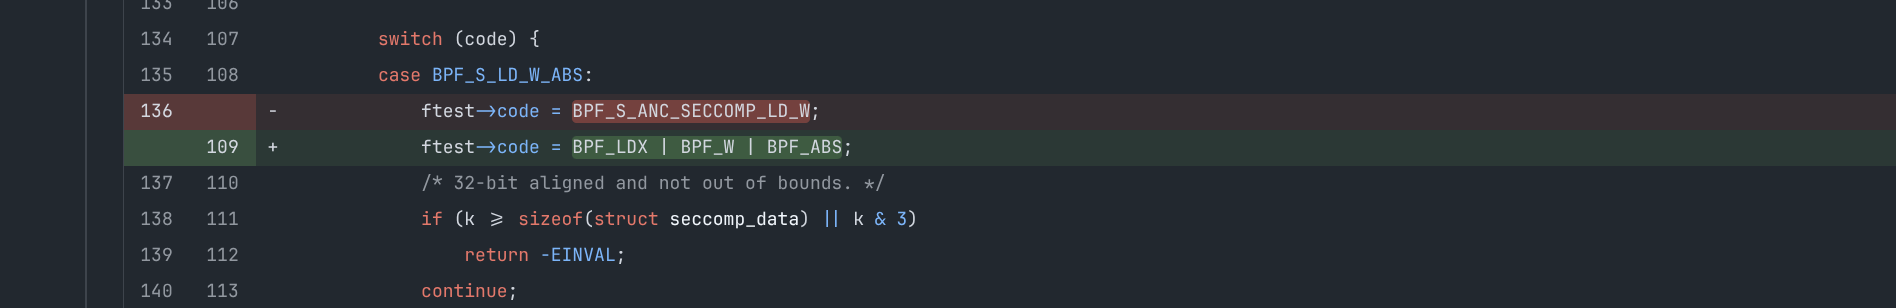 133 106
134 107 switch (code) {
135 108 case BPF_S_LD_W_ABS:
136 - ftest->code = BPF_S_ANC_SECCOMP_LD_W;
109 + ftest->code = BPF_LDX | BPF_W | BPF_ABS;
137 110 /* 32-bit aligned and not out of bounds. */
138 111 if (k >= sizeof(struct seccomp_data) || k & 3)
139 112 return -EINVAL;
140 113 continue;